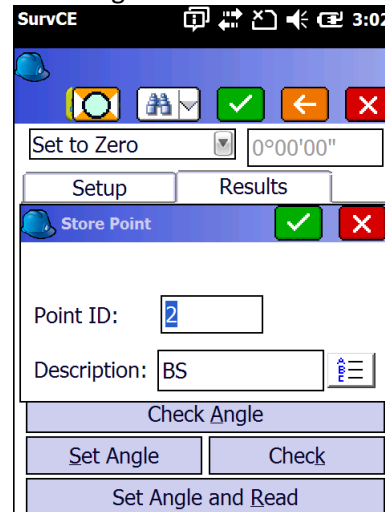 SurvCE 3:02
Set to Zero 0°00'00"
Setup Results
Store Point
Point ID: 2
Description: BS
Check Angle
Set Angle Check
Set Angle and Read